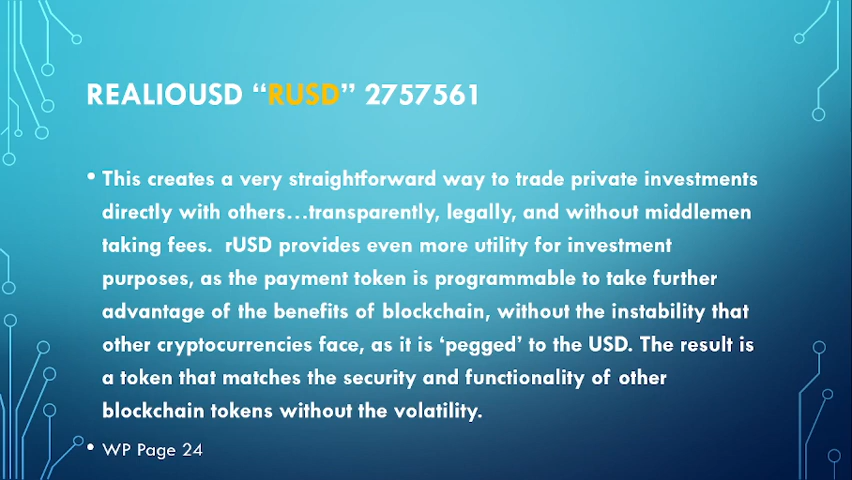 REALIOUSD “RUSD” 2757561
• This creates a very straightforward way to trade private investments
directly with others…transparently, legally, and without middlemen
taking fees.  rUSD provides even more utility for investment
purposes, as the payment token is programmable to take further
advantage of the benefits of blockchain, without the instability that
other cryptocurrencies face, as it is ‘pegged’ to the USD. The result is
a token that matches the security and functionality of other
blockchain tokens without the volatility.
• WP Page 24